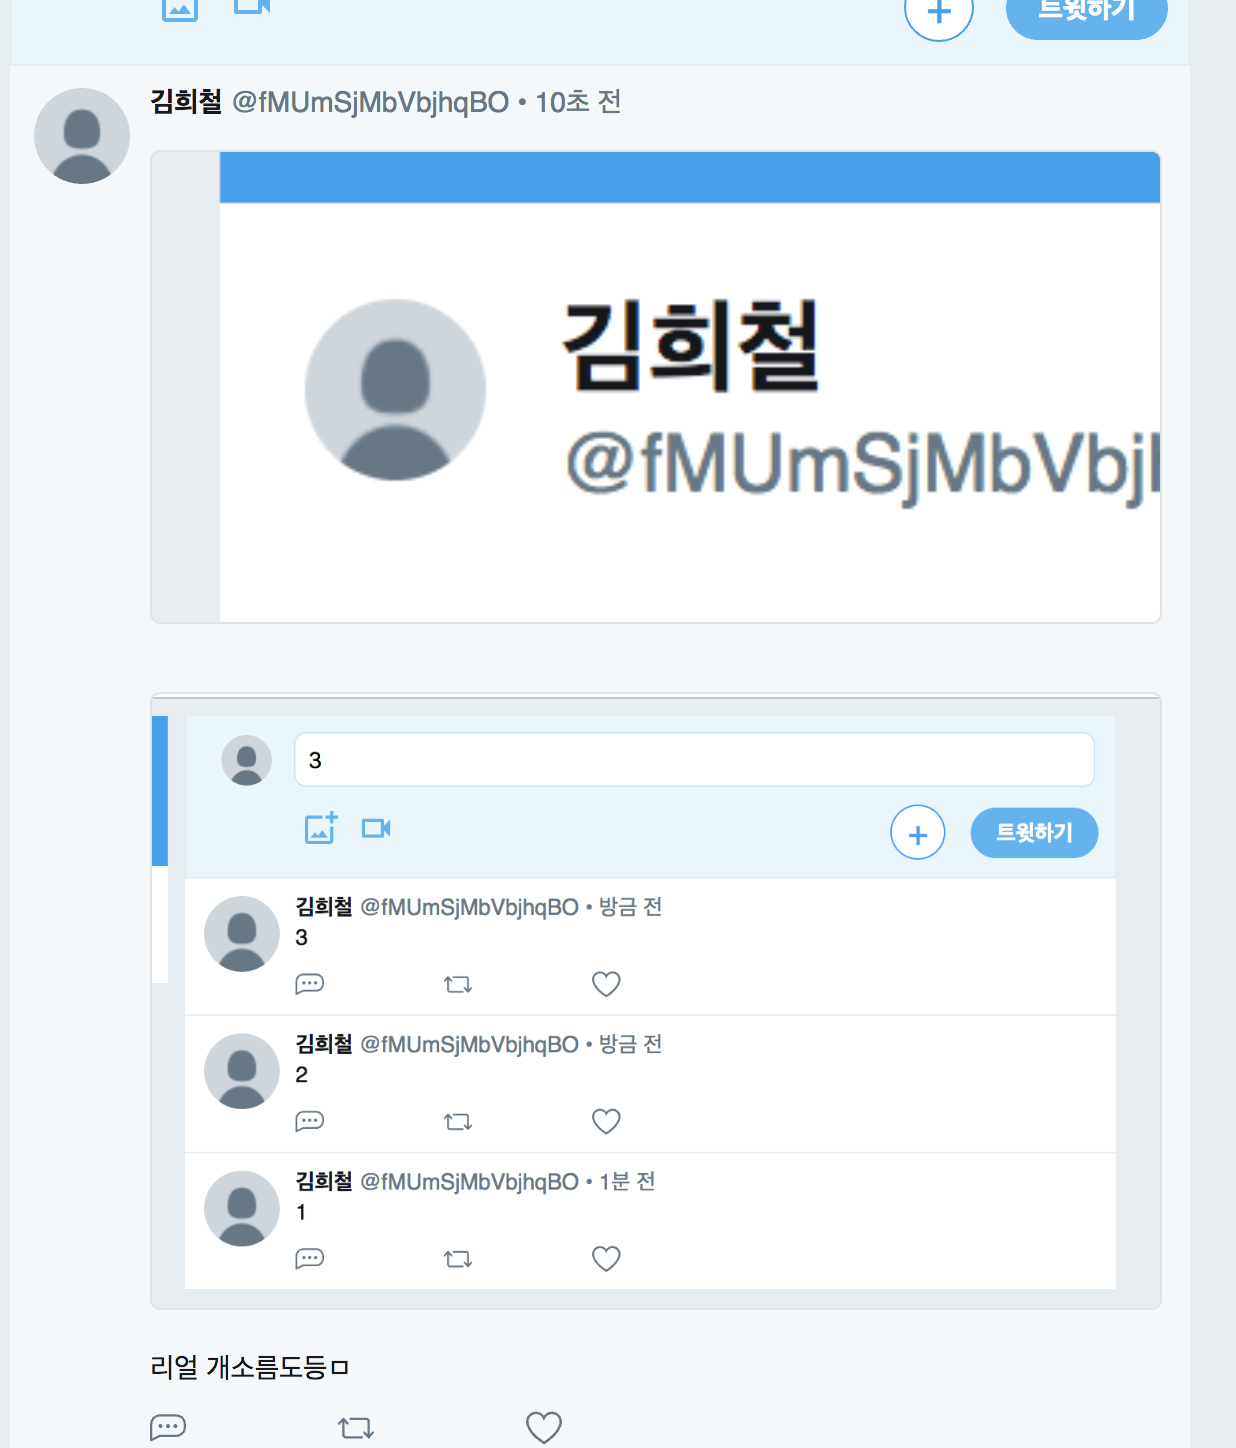 트윗하기
김희철 @fMUmSjMbVbjhqBO • 10초 전
김희철
@fMUmSjMbVbj
3
트윗하기
김희철 @fMUmSjMbVbjhqBO • 방금 전
3
김희철 @fMUmSjMbVbjhqBO • 방금 전
2
김희철 @fMUmSjMbVbjhqBO • 1분 전
1
리얼 개소름도등ㅁ